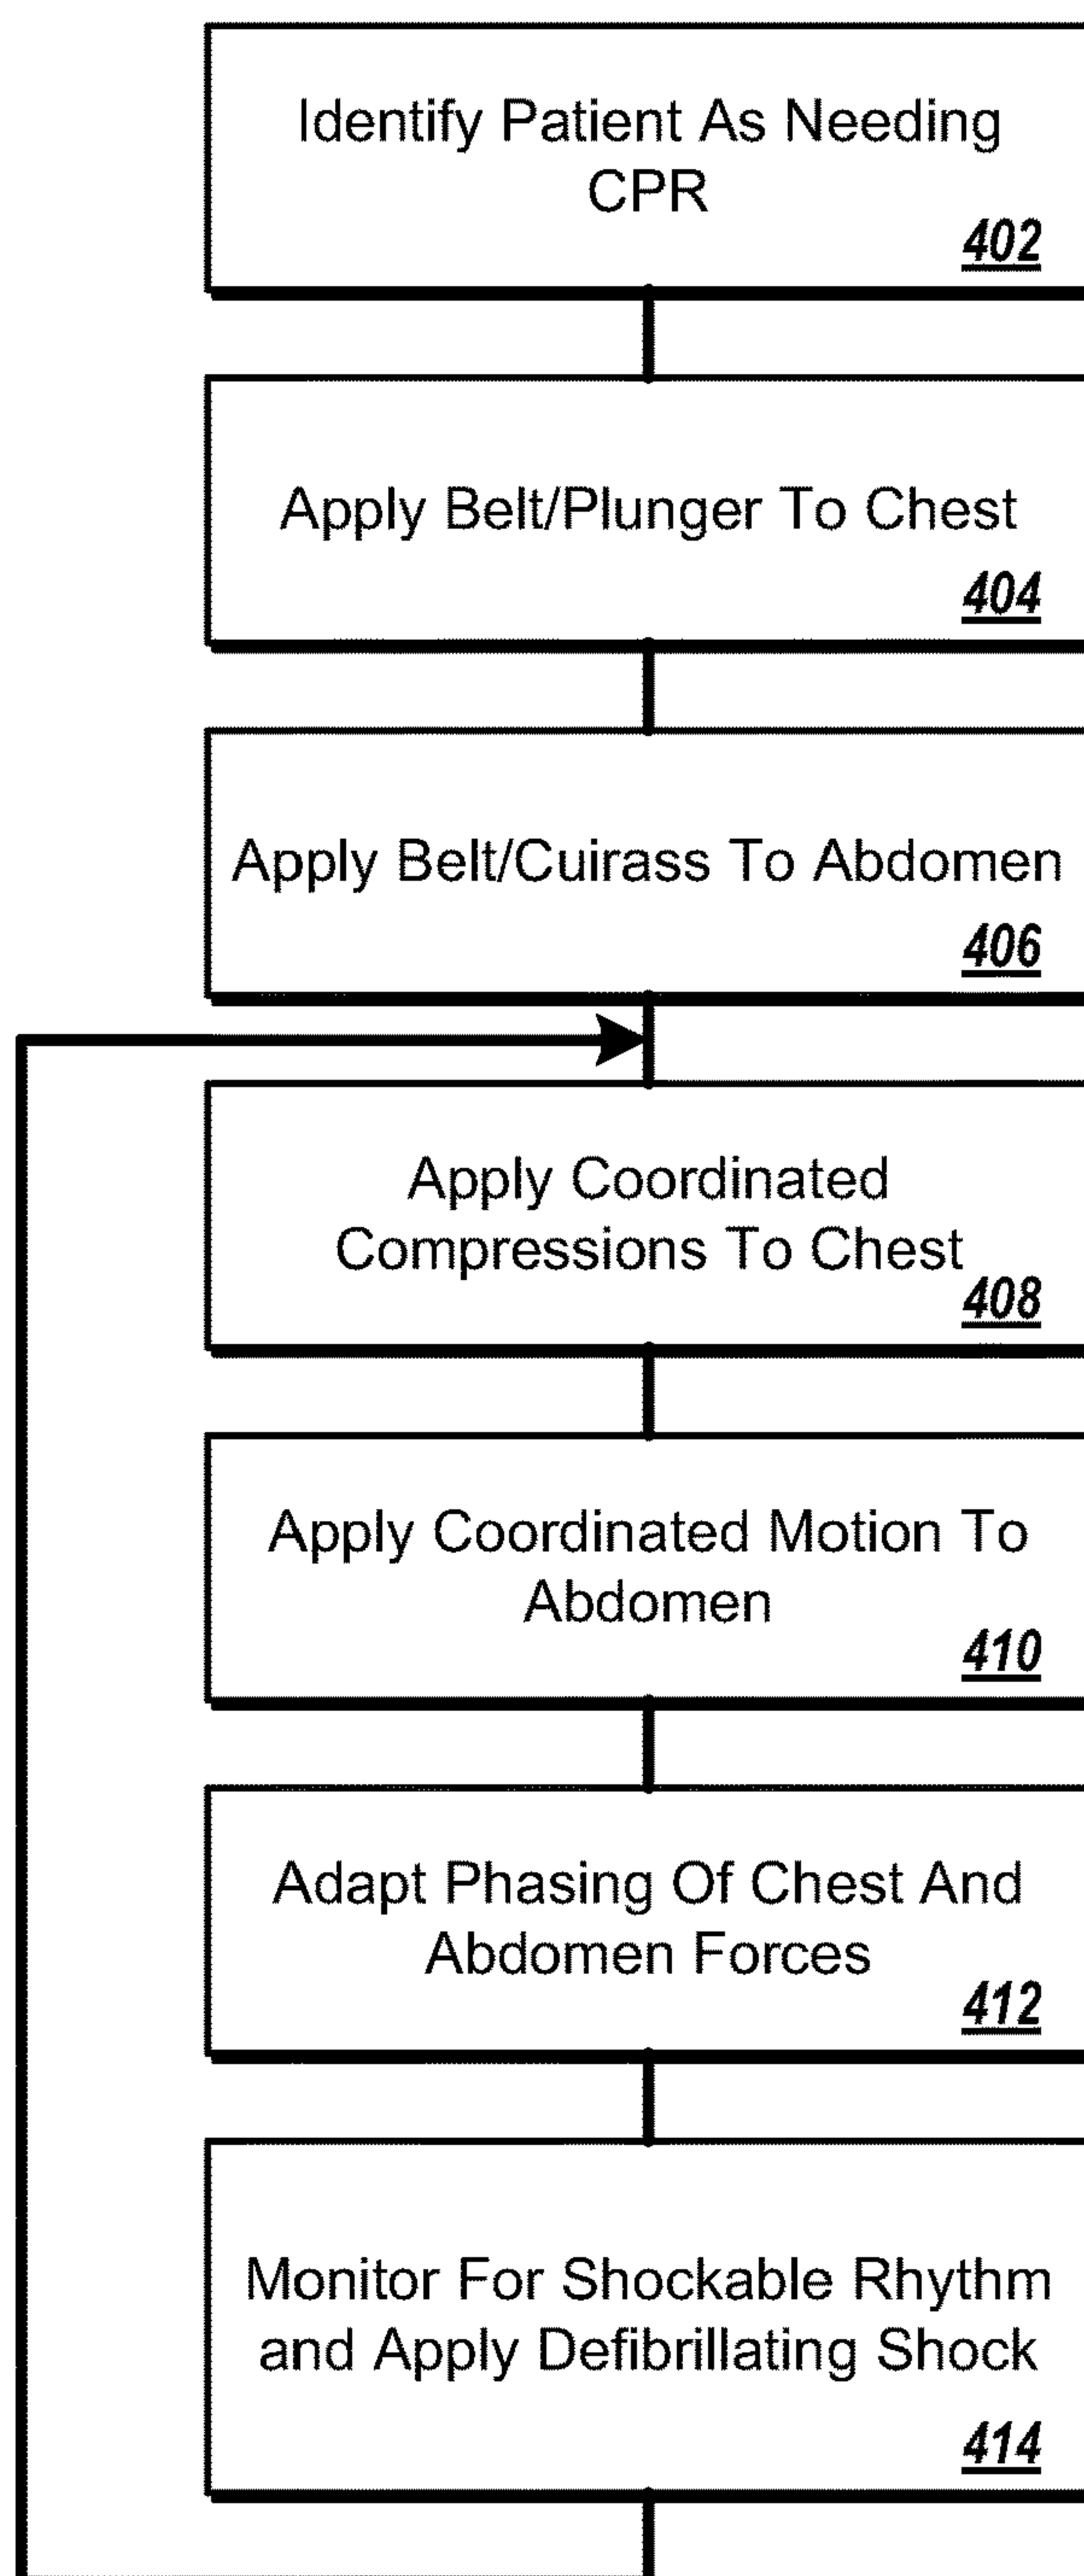 Identify Patient As Needing
CPR
402
Apply Belt/Plunger To Chest
404
Apply Belt/Cuirass To Abdomen
406
Apply Coordinated
Compressions To Chest
408
Apply Coordinated Motion To
Abdomen
410
Adapt Phasing Of Chest And
Abdomen Forces
412
Monitor For Shockable Rhythm
and Apply Defibrillating Shock
414